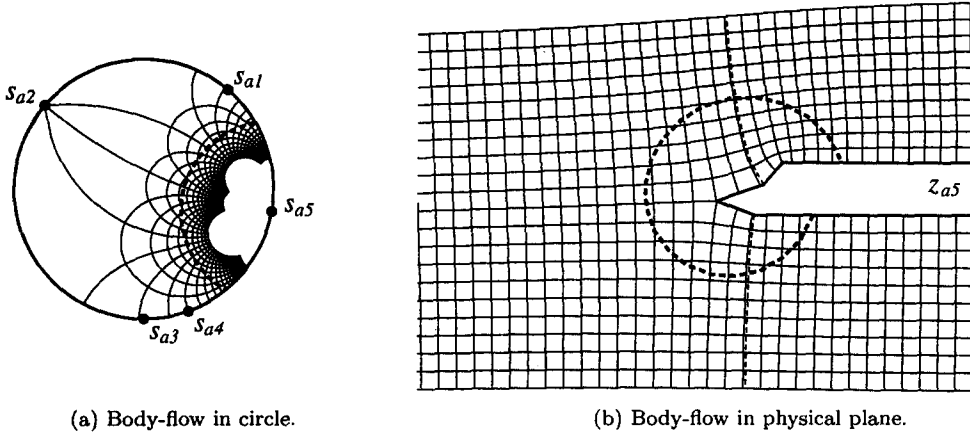 s_{a1}
s_{a2}
z_{a5}
s_{a5}
s_{a3}
s_{a4}
(a) Body-flow in circle.
(b) Body-flow in physical plane.